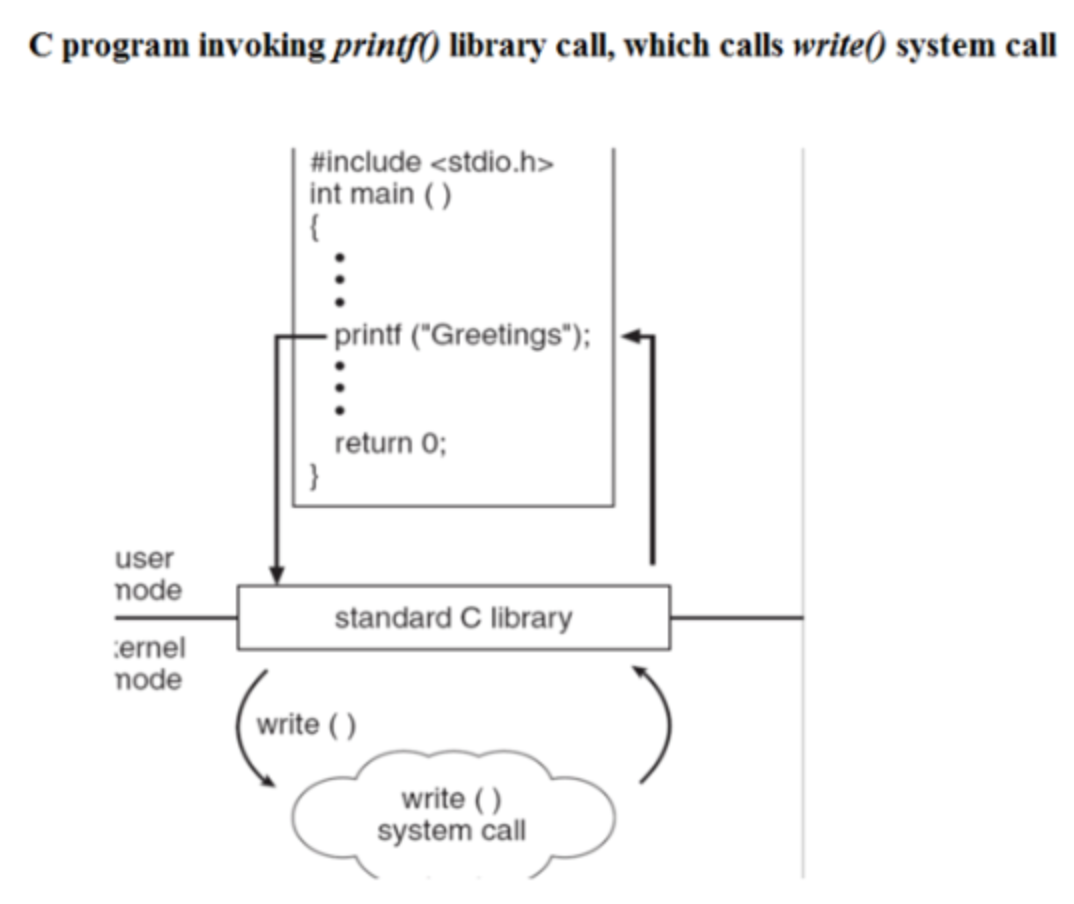 C program invoking printf() library call, which calls write() system call
#include <stdio.h>
int main ( )
{
•
•
•
printf ("Greetings");
•
•
•
return 0;
}
user
node
standard C library
ernel
node
write ( )
write ( )
system call